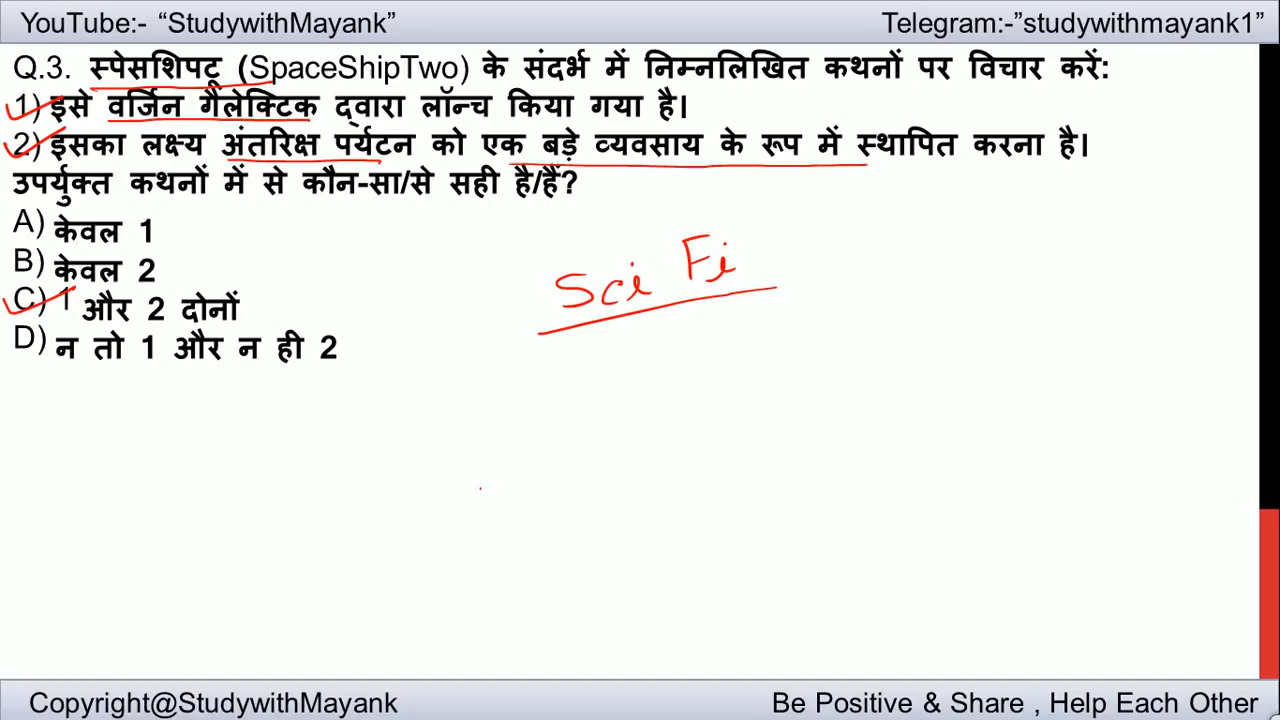 YouTube:- “StudywithMayank” Telegram:-”studywithmayank1”
Q.3. स्पेसशिपट (SpaceShipTwo) के संदर्भ में निम्नलिखित कथनों पर विचार करें:
1) इसे वर्जिन गैलेक्टिक द्वारा लॉन्च किया गया है।
2) इसका लक्ष्य अंतरिक्ष पर्यटन को एक बड़े व्यवसाय के रूप में स्थापित करना है।
उपर्युक्त कथनों में से कौन-सा/से सही है/हैं?
A) केवल 1
B) केवल 2
C) 1 और 2 दोनों
D) न तो 1 और न ही 2
Sci Fi
Copyright@StudywithMayank Be Positive & Share , Help Each Other